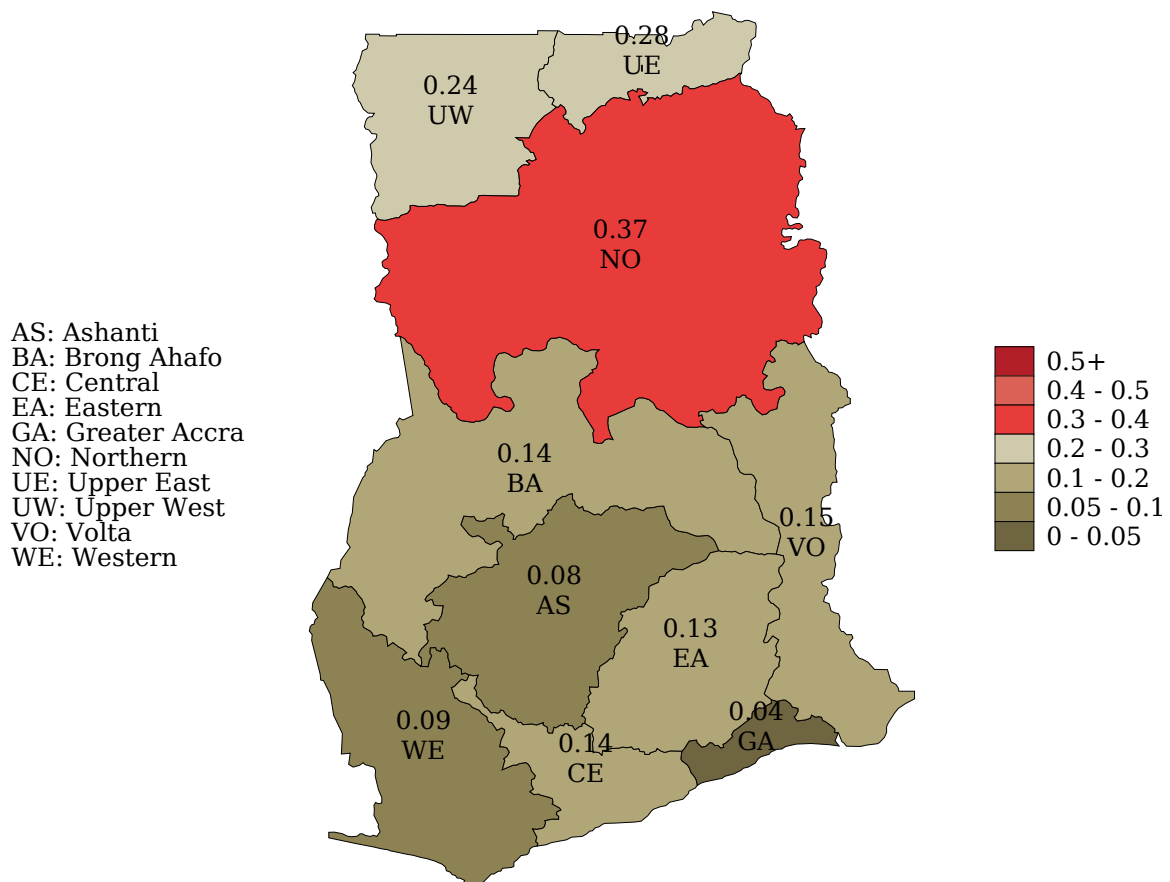 0.28
UE
0.24
UW
0.37
NO
AS: Ashanti
BA: Brong Ahafo
CE: Central
EA: Eastern
GA: Greater Accra
NO: Northern
UE: Upper East
UW: Upper West
VO: Volta
WE: Western
0.5+
0.4 - 0.5
0.3 - 0.4
0.2 - 0.3
0.1 - 0.2
0.05 - 0.1
0 - 0.05
0.14
BA
0.15
VO
0.08
AS
0.13
EA
0.09
WE
0.04
GA
0.14
CE